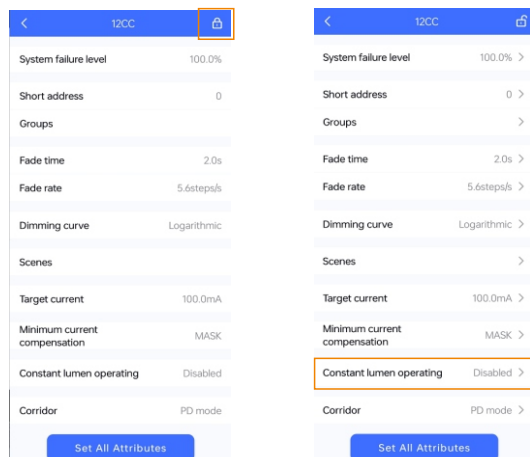 12CC
System failure level 100.0%
Short address 0
Groups
Fade time 2.0s
Fade rate 5.6steps/s
Dimming curve Logarithmic
Scenes
Target current 100.0mA
Minimum current
compensation MASK
Constant lumen operating Disabled
Corridor PD mode
Set All Attributes
12CC
System failure level 100.0% >
Short address 0 >
Groups >
Fade time 2.0s >
Fade rate 5.6steps/s >
Dimming curve Logarithmic >
Scenes >
Target current 100.0mA >
Minimum current
compensation MASK >
Constant lumen operating Disabled >
Corridor PD mode >
Set All Attributes